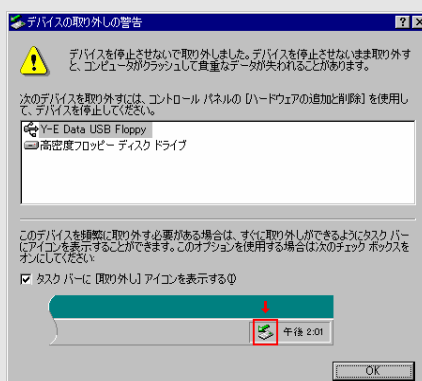 デバイスの取り外しの警告
デバイスを停止させないで取り外しました。デバイスを停止させないまま取り外す
と、コンピュータがクラッシュして貴重なデータが失われることがあります。
次のデバイスを取り外すには、コントロール パネルの [ハードウェアの追加と削除] を使用し
て、デバイスを停止してください。
Y-E Data USB Floppy
高密度フロッピー ディスク ドライブ
このデバイスを頻繁に取り外す必要がある場合は、すぐに取り外しができるようにタスク バー
にアイコンを表示することができます。このオプションを使用する場合は次のチェック ボックスを
オンにしてください:
タスク バーに [取り外し] アイコンを表示する(I)
午後 2:01
OK